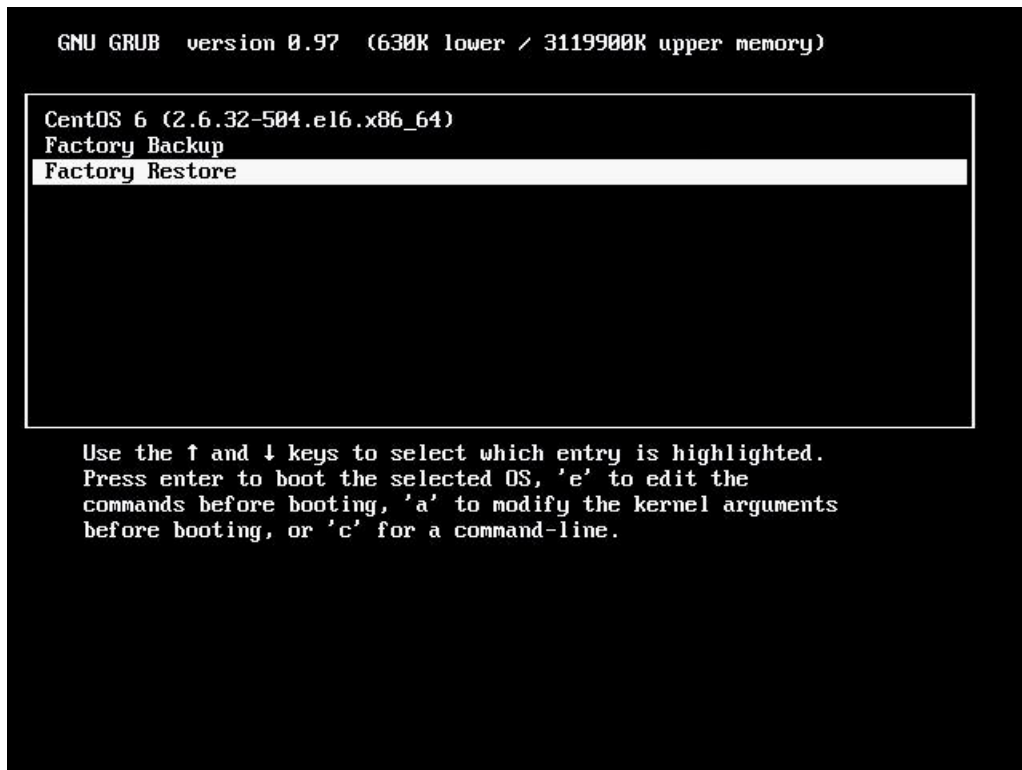 GNU GRUB  version 0.97  (630K lower / 3119900K upper memory)
CentOS 6 (2.6.32-504.el6.x86_64)
Factory Backup
Factory Restore
Use the ↑ and ↓ keys to select which entry is highlighted.
Press enter to boot the selected OS, 'e' to edit the
commands before booting, 'a' to modify the kernel arguments
before booting, or 'c' for a command-line.